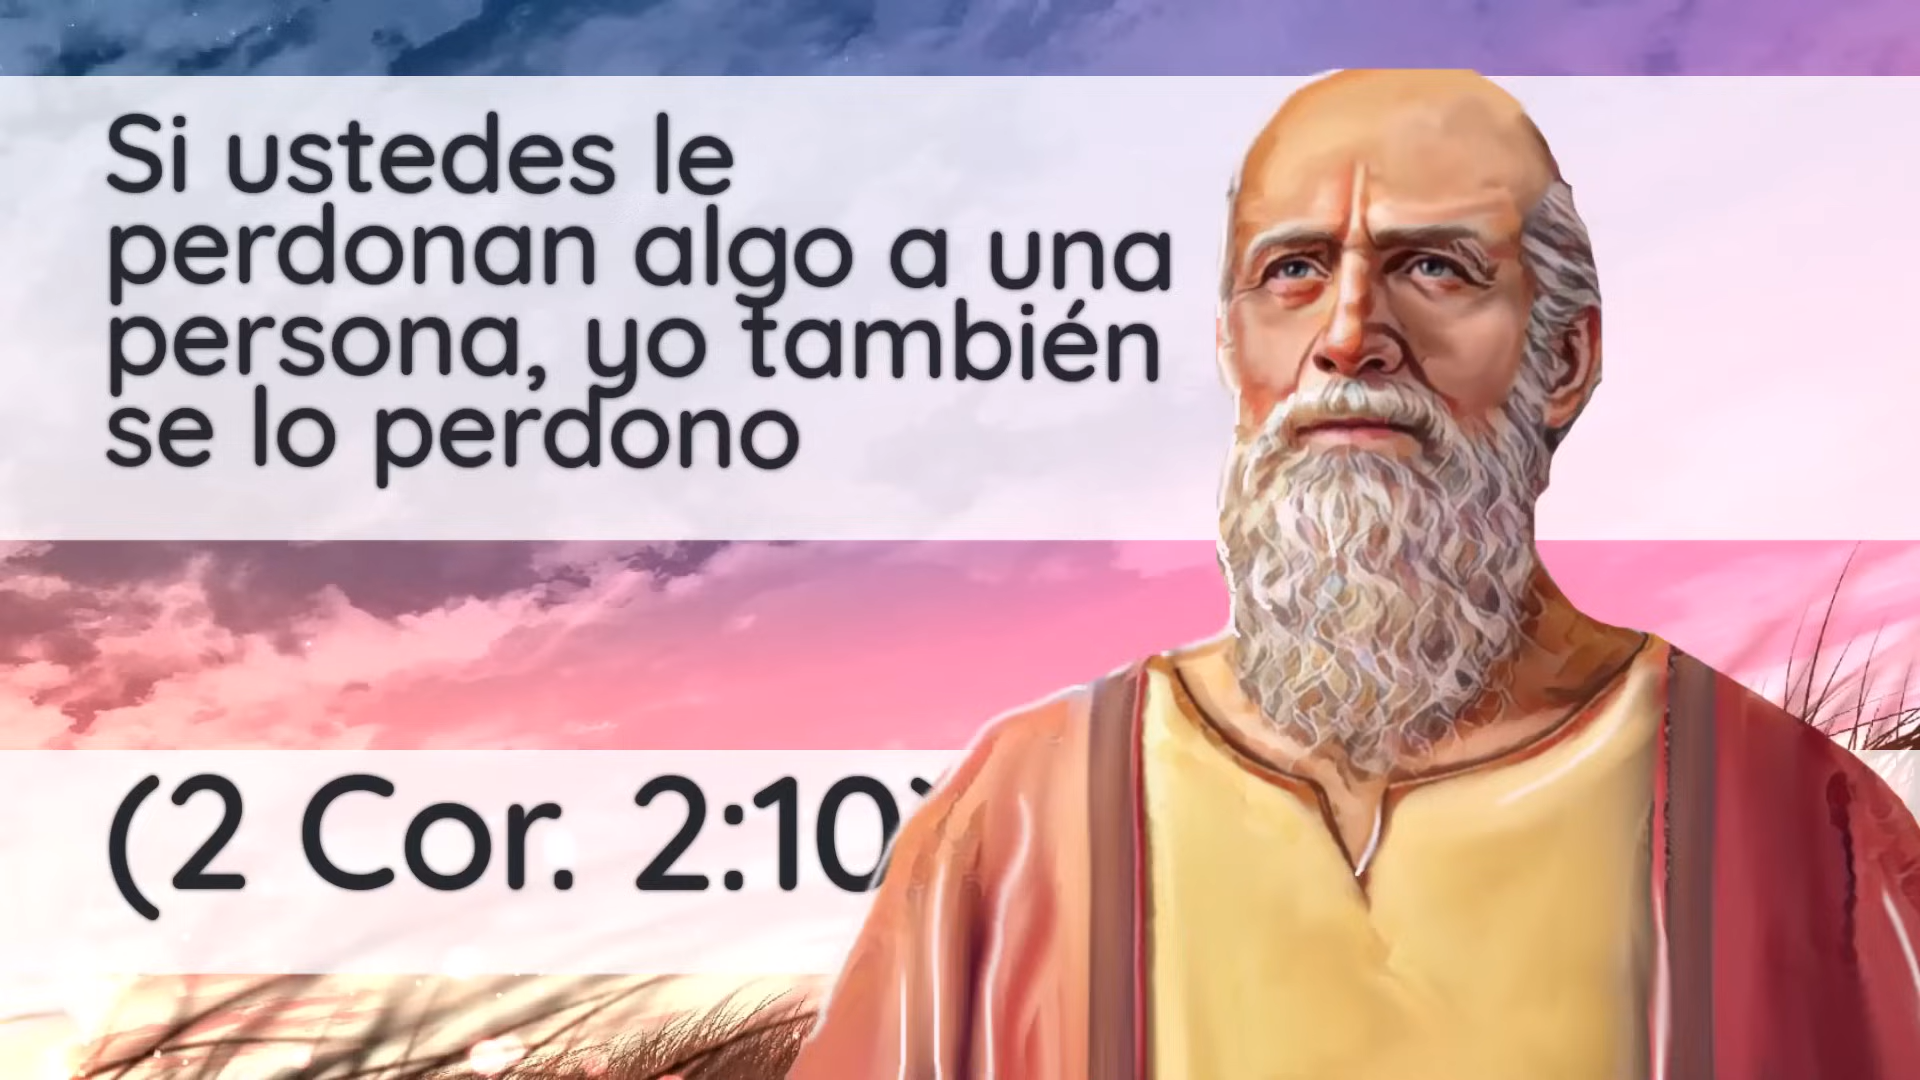 Si ustedes le
perdonan algo a una
persona, yo también
se lo perdono
(2 Cor. 2:10)